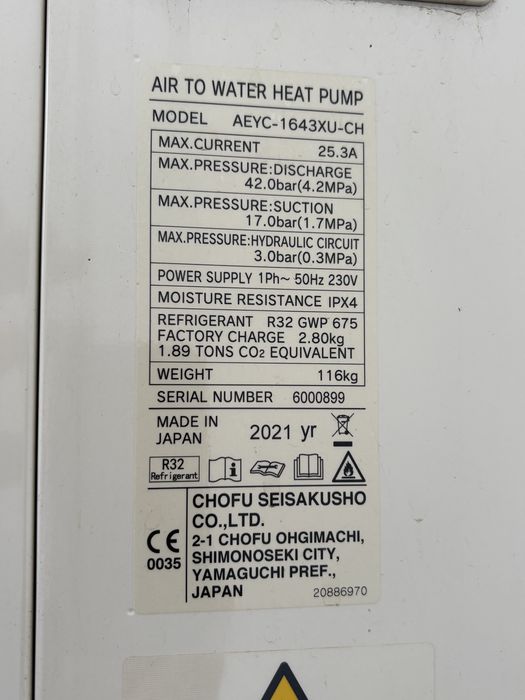 AIR TO WATER HEAT PUMP
MODEL AEYC-1643XU-CH
MAX.CURRENT 25.3A
MAX.PRESSURE:DISCHARGE
42.0bar(4.2MPa)
MAX.PRESSURE:SUCTION
17.0bar(1.7MPa)
MAX.PRESSURE:HYDRAULIC CIRCUIT
3.0bar(0.3MPa)
POWER SUPPLY 1Ph~ 50Hz 230V
MOISTURE RESISTANCE IPX4
REFRIGERANT R32 GWP 675
FACTORY CHARGE 2.80kg
1.89 TONS CO₂ EQUIVALENT
WEIGHT 116kg
SERIAL NUMBER 6000899
MADE IN
JAPAN
2021 yr
R32
Refrigerant
CE
0035
CHOFU SEISAKUSHO
CO.,LTD.
2-1 CHOFU OHGIMACHI,
SHIMONOSEKI CITY,
YAMAGUCHI PREF.,
JAPAN
20886970